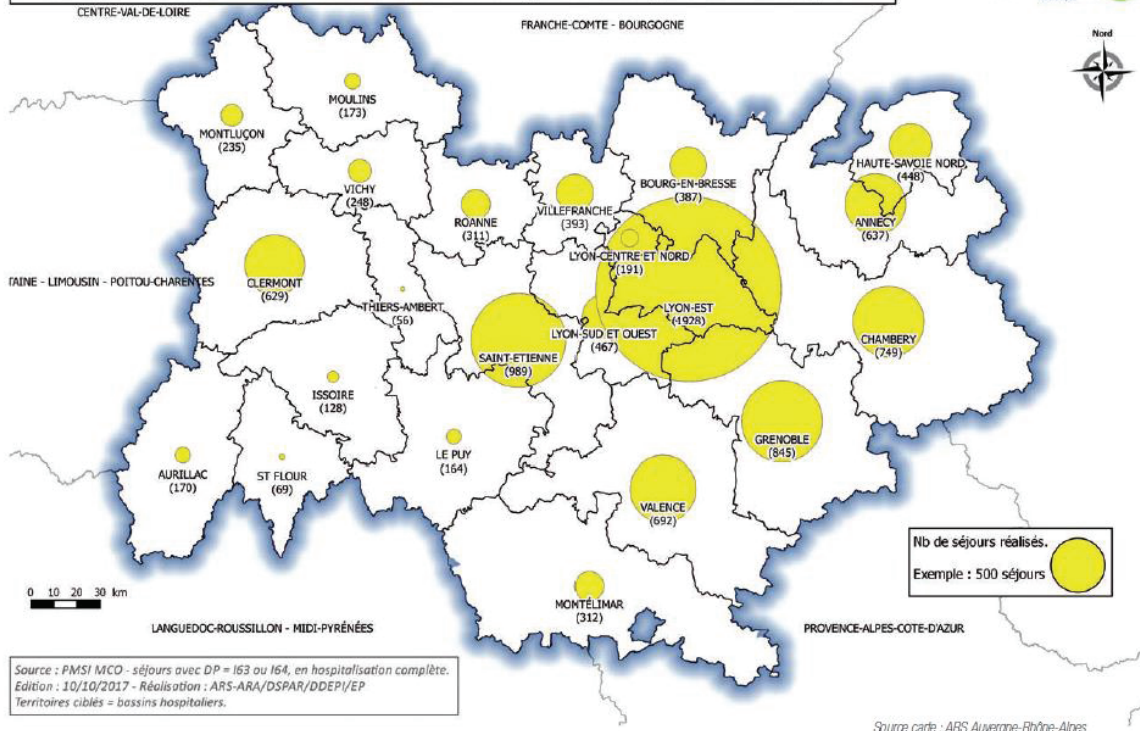 CENTRE-VAL-DE-LOIRE
FRANCHE-COMTE - BOURGOGNE
Nord
MOULINS
(173)
MONTLUÇON
(235)
HAUTE-SAVOIE NORD
(448)
VICHY
(248)
BOURG-EN-BRESSE
(387)
ROANNE
(311)
VILLEFRANCHE
(393)
ANNECY
(637)
LYON-CENTRE ET NORD
(191)
TAINE - LIMOUSIN - POITOU-CHARENTES
CLERMONT
(629)
THIERS-AMBERT
(56)
LYON-EST
(1928)
LYON-SUD ET OUEST
(467)
CHAMBERY
(749)
SAINT-ETIENNE
(989)
ISSOIRE
(128)
GRENOBLE
(845)
LE PUY
(164)
AURILLAC
(170)
ST FLOUR
(69)
VALENCE
(692)
Nb de séjours réalisés.
Exemple : 500 séjours
0 10 20 30 km
MONTÉLIMAR
(312)
LANGUEDOC-ROUSSILLON - MIDI-PYRÉNÉES
PROVENCE-ALPES-COTE-D'AZUR
Source : PMSI MCO - séjours avec DP = I63 ou I64, en hospitalisation complète.
Edition : 10/10/2017 - Réalisation : ARS-ARA/DSPAR/DDEPI/EP
Territoires ciblés = bassins hospitaliers.
Source carte : ARS Auvergne-Rhône-Alpes